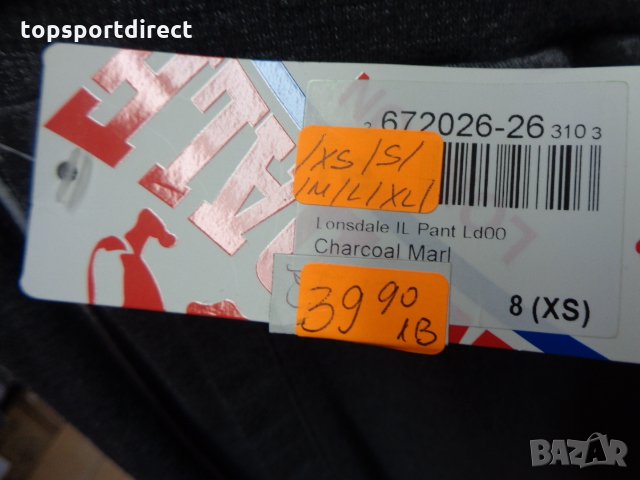 topsportdirect
672026-26 310 3
/XS/S/
/M/L/XL/
Lonsdale IL Pant Ld00
Charcoal Marl
39 90
лв
8 (XS)
BAZAR